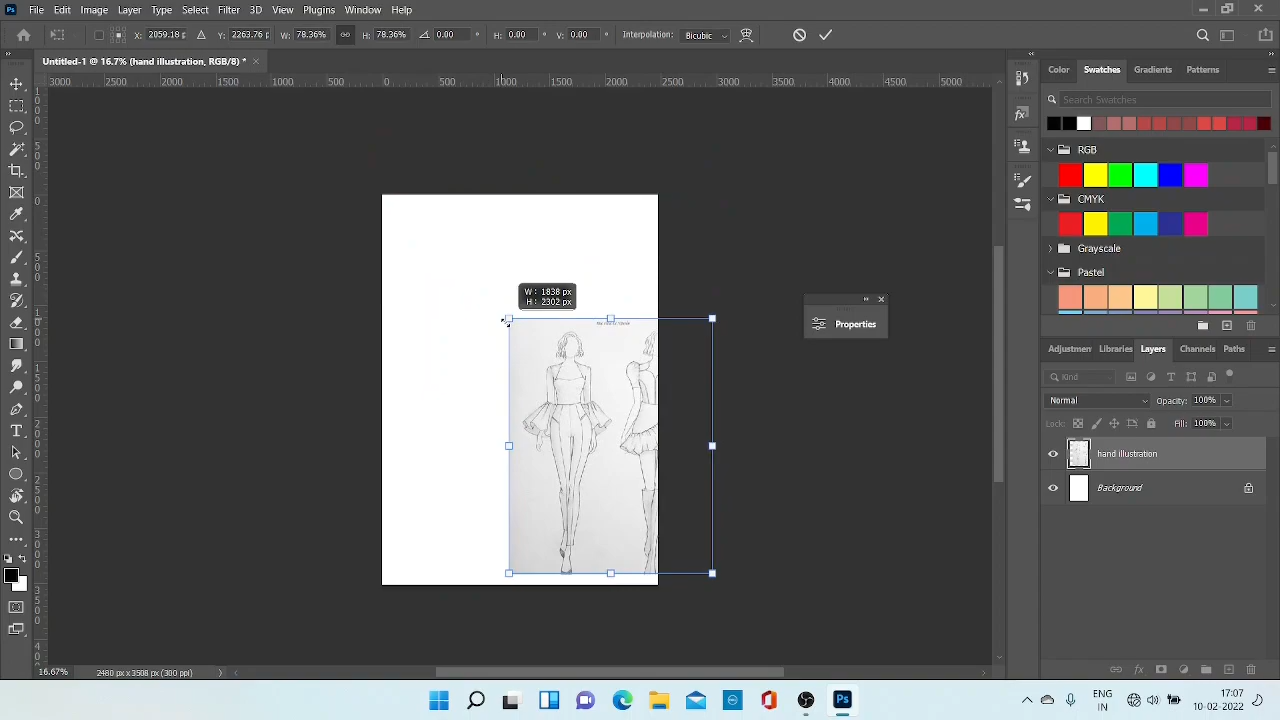 Ps File Edit Image Layer Type Select Filter 3D View Plugins Window Help
X: 2059.18 p Y: 2263.76 p W: 78.36% H: 78.36% 0.00 ° H: 0.00 ° V: 0.00 ° Interpolation: Bicubic
Untitled-1 @ 16.7% (hand illustration, RGB/8) *
3000 2500 2000 1500 1000 500 0 500 1000 1500 2000 2500 3000 3500 4000 4500 5000
Color Swatches Gradients Patterns
Search Swatches
RGB
CMYK
Grayscale
Pastel
W: 1838 px
H: 2302 px
Properties
Adjustmen Libraries Layers Channels Paths
Kind
Normal Opacity: 100%
Lock: Fill: 100%
hand illustration
Background
16.67% 2480 px x 3508 px (300 ppi)
Ps
ENG
IN
17:07
10-02-2022